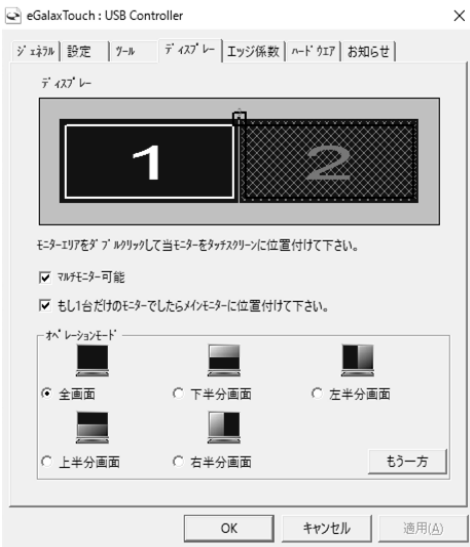 eGalaxTouch : USB Controller
ｼﾞｪﾈﾗﾙ 設定 ﾂｰﾙ ﾃﾞｨｽﾌﾟﾚｰ エッジ係数 ﾊｰﾄﾞｳｴｱ お知らせ
ﾃﾞｨｽﾌﾟﾚｰ
1 2
ﾓﾆﾀｰｴﾘｱをﾀﾞﾌﾞﾙｸﾘｯｸして当ﾓﾆﾀｰをﾀｯﾁｽｸﾘｰﾝに位置付けて下さい。
ﾏﾙﾁﾓﾆﾀｰ可能
もし1台だけのﾓﾆﾀｰでしたらﾒｲﾝﾓﾆﾀｰに位置付けて下さい。
ｵﾍﾟﾚｰｼｮﾝﾓｰﾄﾞ
全画面 下半分画面 左半分画面
上半分画面 右半分画面 もう一方
OK キャンセル 適用(A)